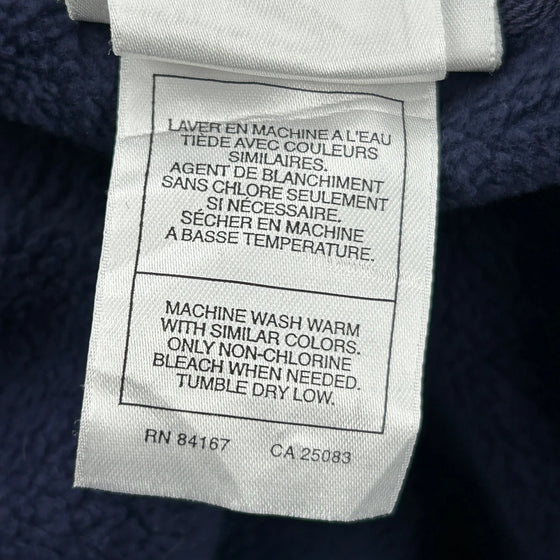 LAVER EN MACHINE A L'EAU
TIÈDE AVEC COULEURS
SIMILAIRES.
AGENT DE BLANCHIMENT
SANS CHLORE SEULEMENT
SI NÉCESSAIRE.
SÉCHER EN MACHINE
A BASSE TEMPERATURE.
MACHINE WASH WARM
WITH SIMILAR COLORS.
ONLY NON-CHLORINE
BLEACH WHEN NEEDED.
TUMBLE DRY LOW.
RN 84167 CA 25083